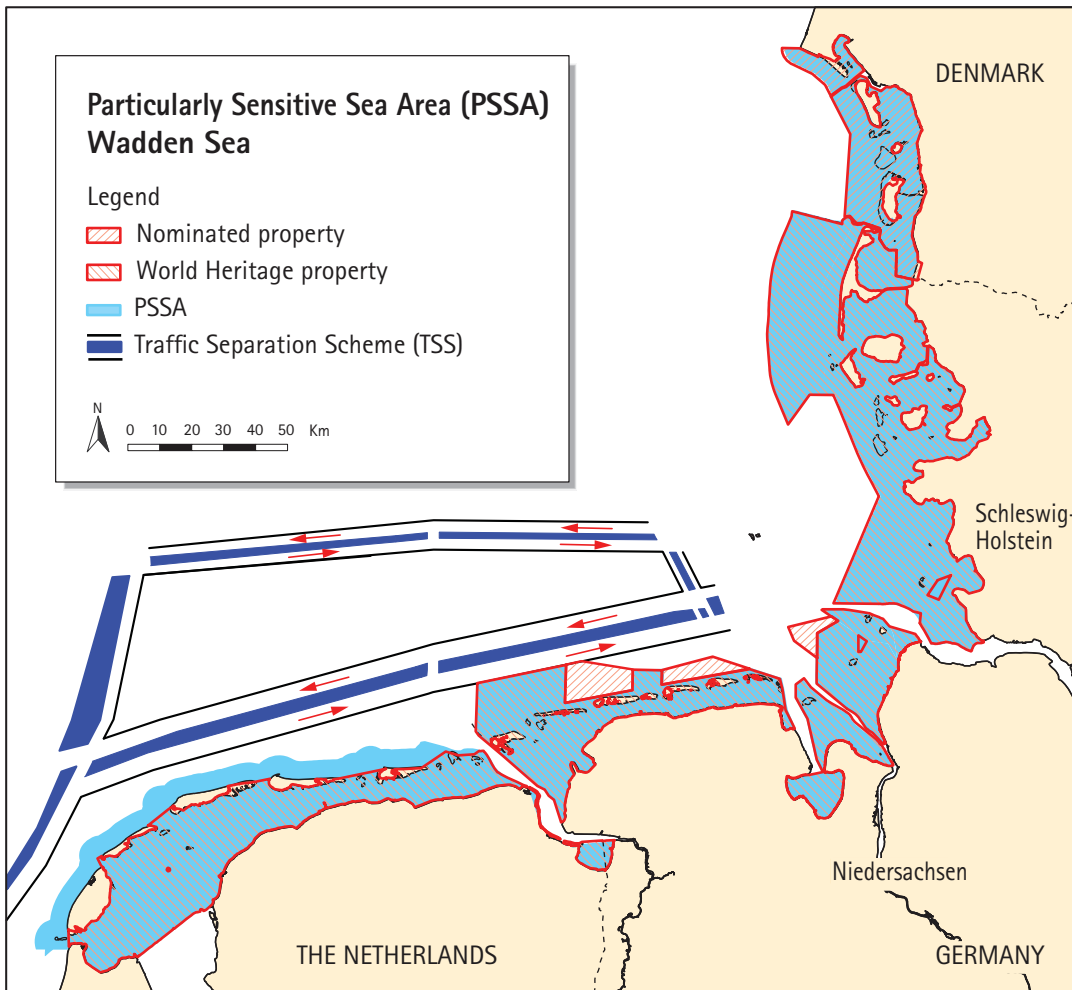 Particularly Sensitive Sea Area (PSSA)
Wadden Sea
Legend
Nominated property
World Heritage property
PSSA
Traffic Separation Scheme (TSS)
N
0 10 20 30 40 50 Km
DENMARK
Schleswig-
Holstein
Niedersachsen
THE NETHERLANDS
GERMANY